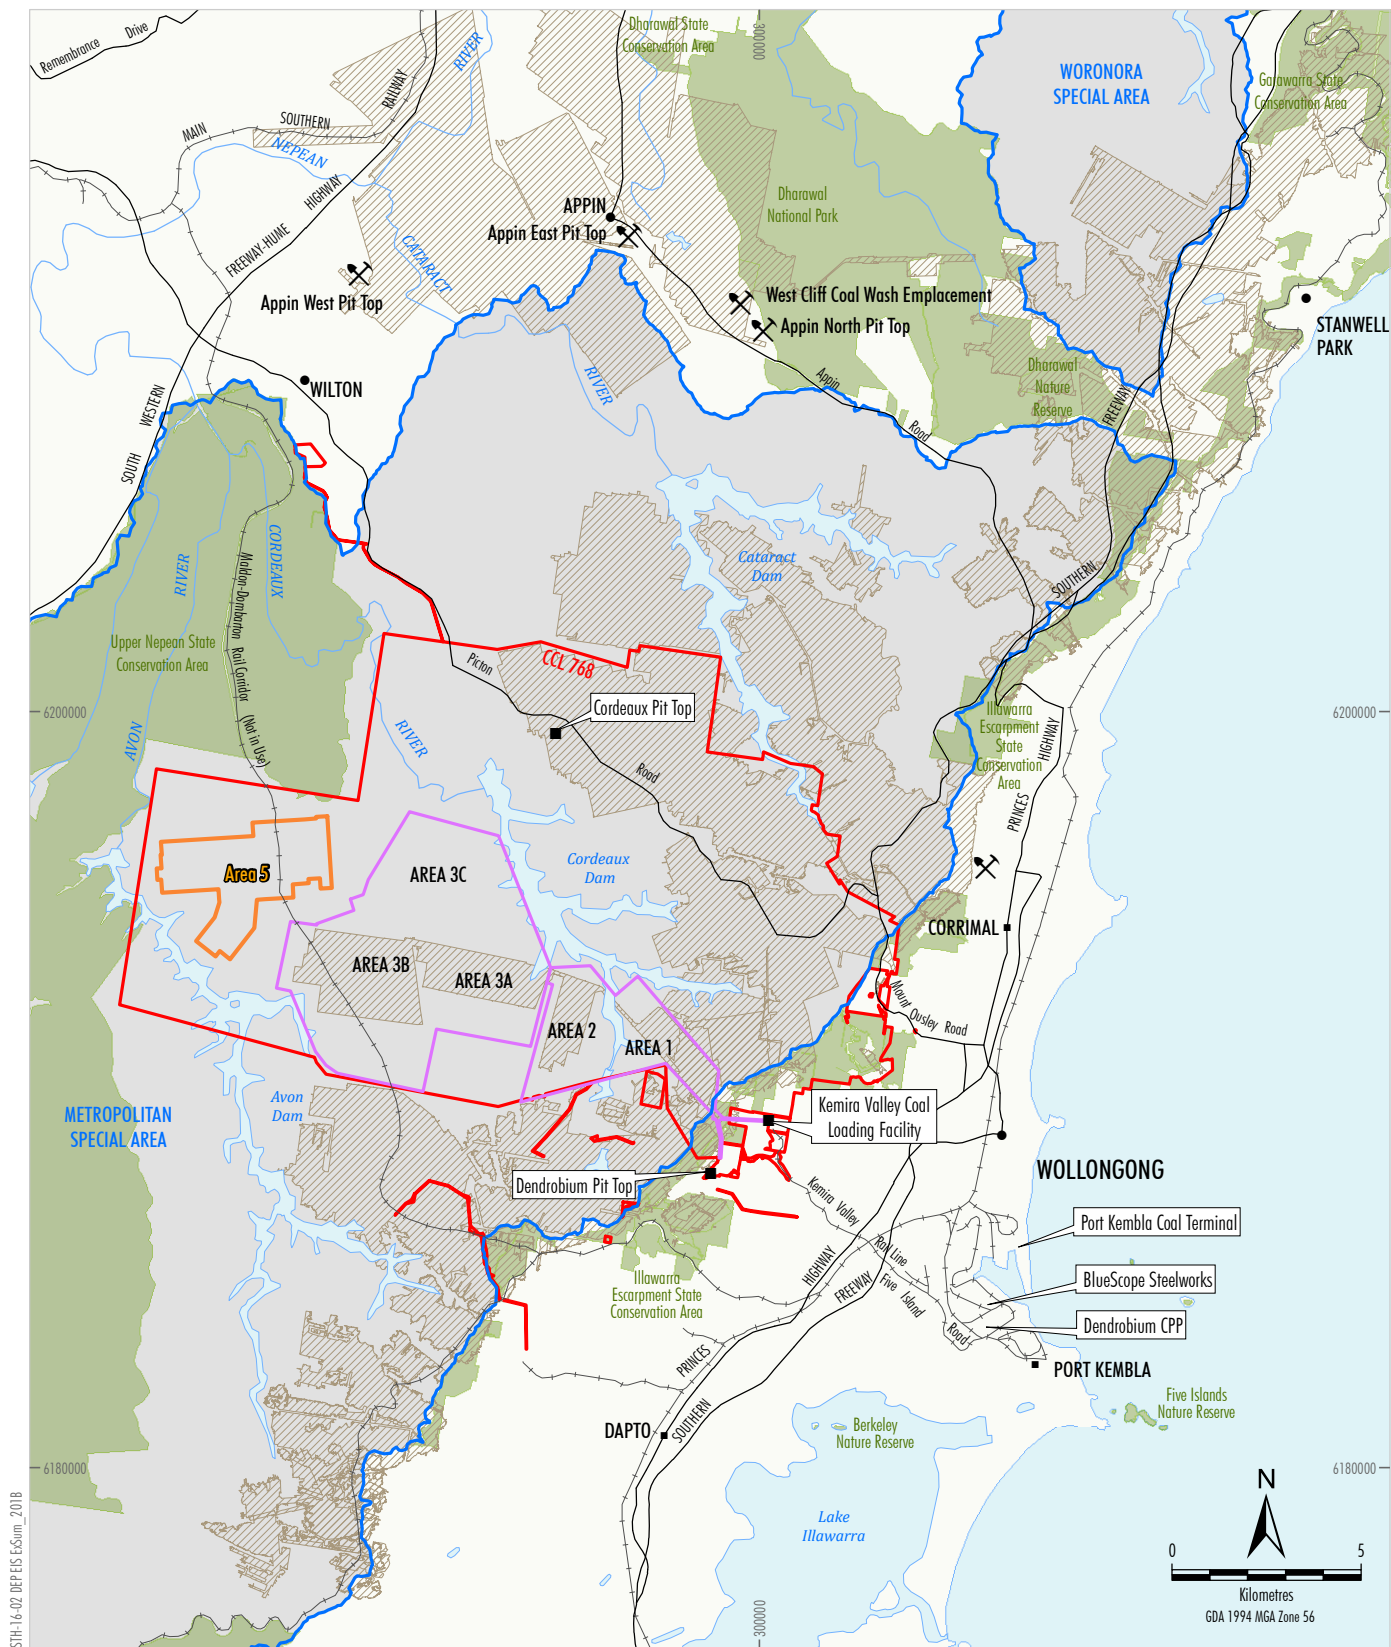 Remembrance Drive
RAILWAY
RIVER
Dharawal State
Conservation Area
300000
WORONORA
SPECIAL AREA
Garawarra State
Conservation Area
MAIN
SOUTHERN
NEPEAN
HIGHWAY
FREEWAY-HUME
APPIN
Appin East Pit Top
Dharawal
National Park
CATARACT
Appin West Pit Top
West Cliff Coal Wash Emplacement
Appin North Pit Top
STANWELL
PARK
WILTON
RIVER
Appin
Road
Dharawal
Nature
Reserve
FREEWAY
WESTERN
SOUTH
RIVER
CORDEAUX
Maldon-Dombarton Rail Corridor (Not in Use)
Cataract
Dam
SOUTHERN
Upper Nepean State
Conservation Area
Picton
CCL 768
Cordeaux Pit Top
6200000
6200000
AVON
RIVER
Road
Illawarra
Escarpment
State
Conservation
Area
HIGHWAY
PRINCES
Area 5
AREA 3C
Cordeaux
Dam
CORRIMAL
AREA 3B
AREA 3A
AREA 2
AREA 1
Mount Ousley Road
Avon
Dam
METROPOLITAN
SPECIAL AREA
Kemira Valley Coal
Loading Facility
WOLLONGONG
Dendrobium Pit Top
Kemira Valley
Rail Line
Port Kembla Coal Terminal
HIGHWAY
FREEWAY
Five Island
Road
BlueScope Steelworks
Illawarra
Escarpment State
Conservation Area
Dendrobium CPP
PRINCES
PORT KEMBLA
SOUTHERN
Five Islands
Nature Reserve
DAPTO
Berkeley
Nature Reserve
6180000
6180000
Lake
Illawarra
N
0 5
Kilometres
GDA 1994 MGA Zone 56
300000
STH-16-02 DEP EIS ExSum_201B